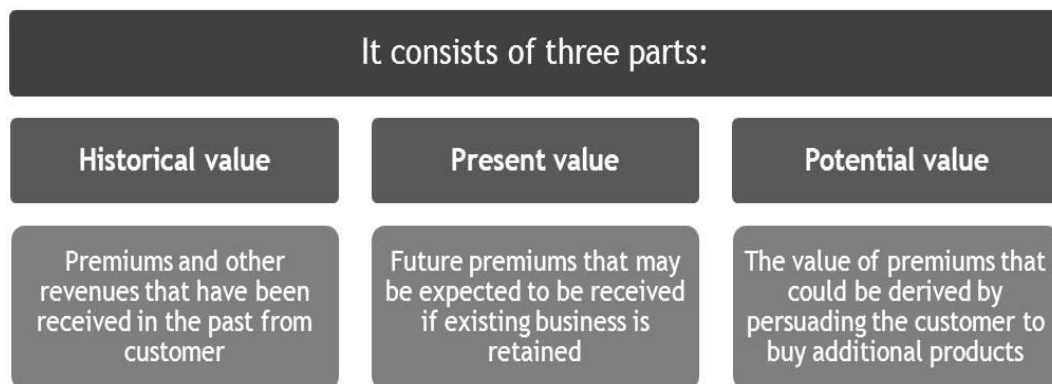 It consists of three parts:
Historical value
Present value
Potential value
Premiums and other
revenues that have been
received in the past from
customer
Future premiums that may
be expected to be received
if existing business is
retained
The value of premiums that
could be derived by
persuading the customer to
buy additional products